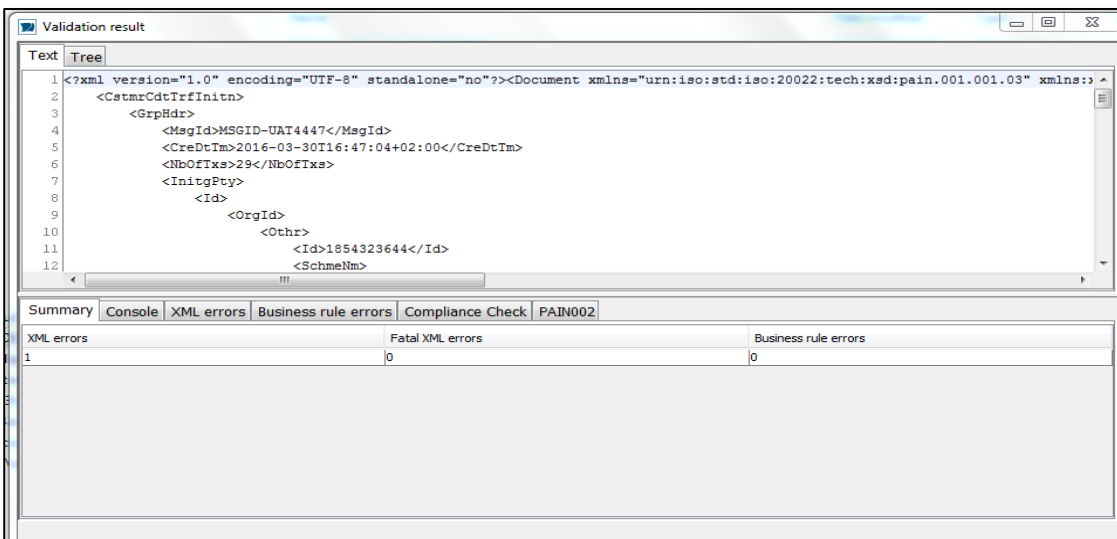 Validation result
Text Tree
1 <?xml version="1.0" encoding="UTF-8" standalone="no"?><Document xmlns="urn:iso:std:iso:20022:tech:xsd:pain.001.001.03" xmlns:
2 <CstmrCdtTrfInitn>
3 <GrpHdr>
4 <MsgId>MSGID-UAT4447</MsgId>
5 <CreDtTm>2016-03-30T16:47:04+02:00</CreDtTm>
6 <NbOfTxs>29</NbOfTxs>
7 <InitgPty>
8 <Id>
9 <OrgId>
10 <Othr>
11 <Id>1854323644</Id>
12 <SchmeNm>
Summary Console XML errors Business rule errors Compliance Check PAIN002
XML errors Fatal XML errors Business rule errors
1 0 0